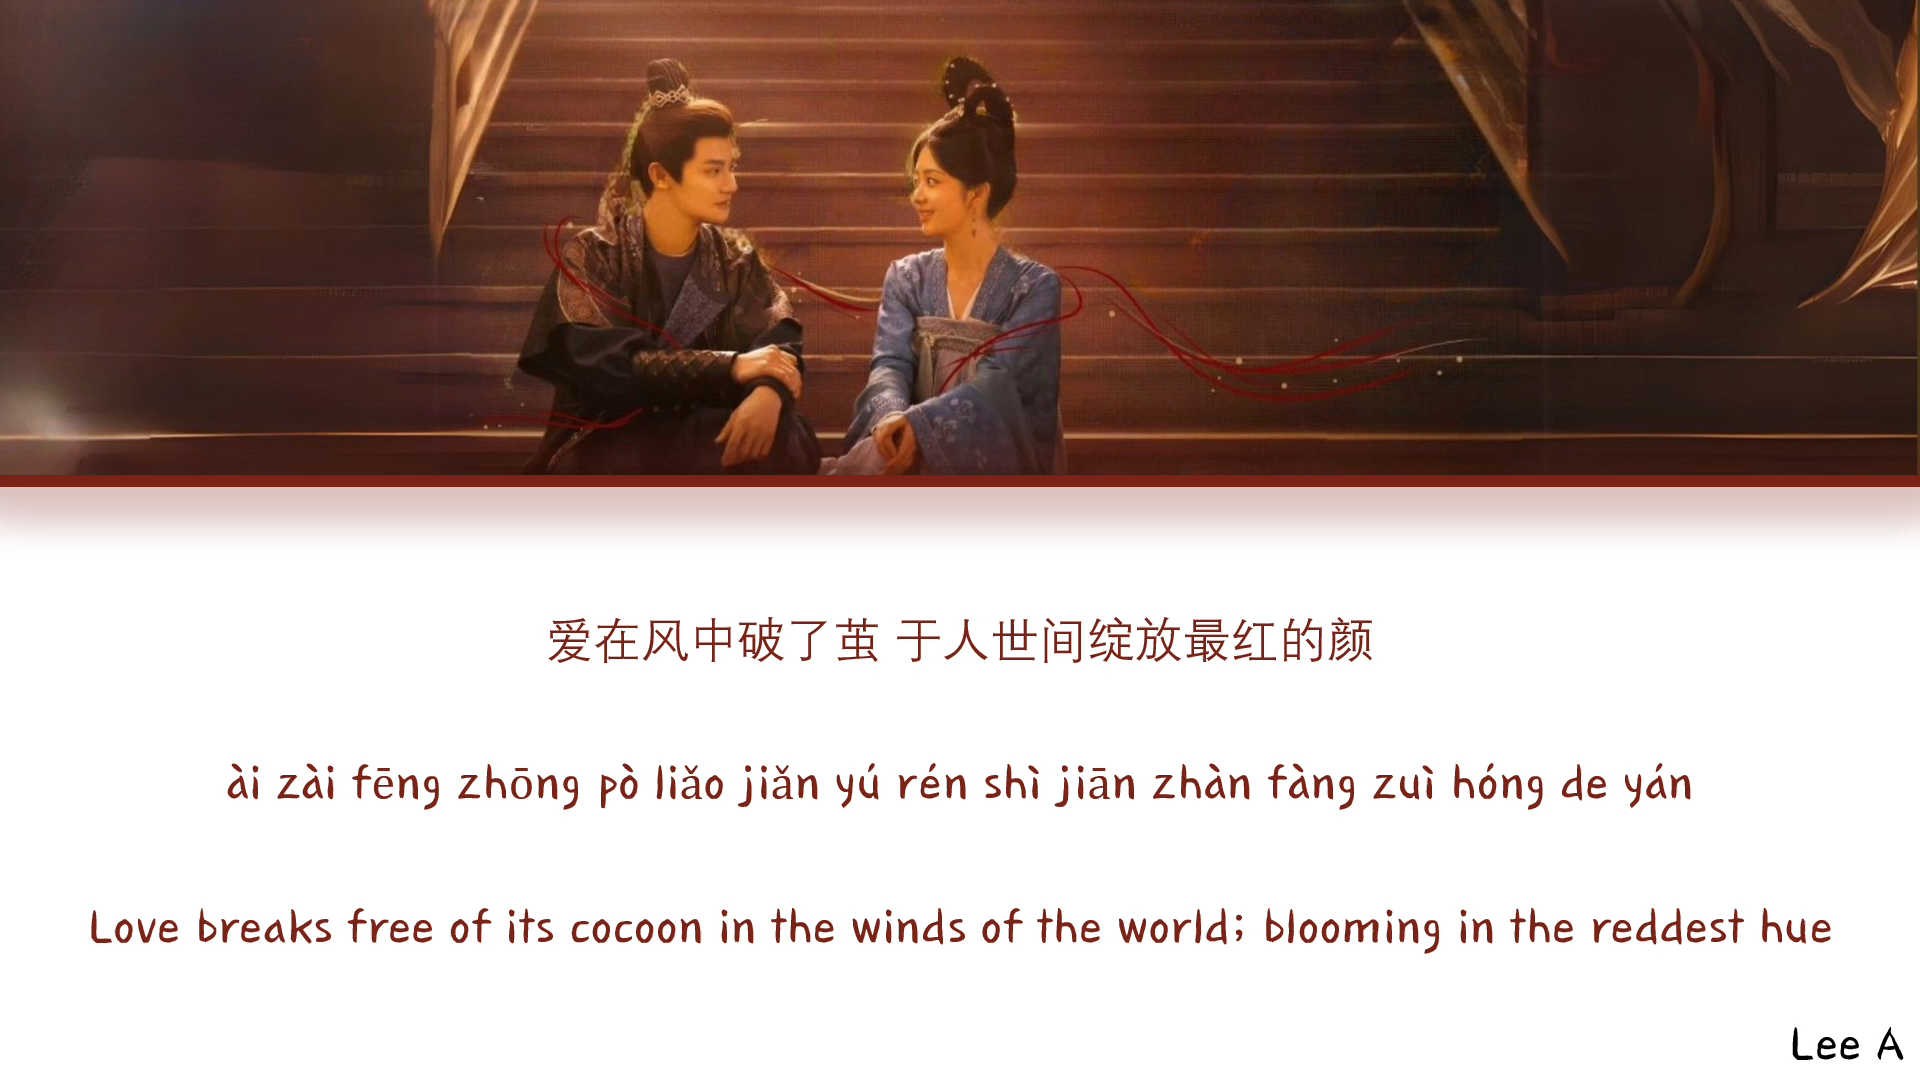 爱在风中破了茧 于人世间绽放最红的颜
ài zài fēng zhōng pò liǎo jiǎn yú rén shì jiān zhàn fàng zuì hóng de yán
Love breaks free of its cocoon in the winds of the world; blooming in the reddest hue
Lee A